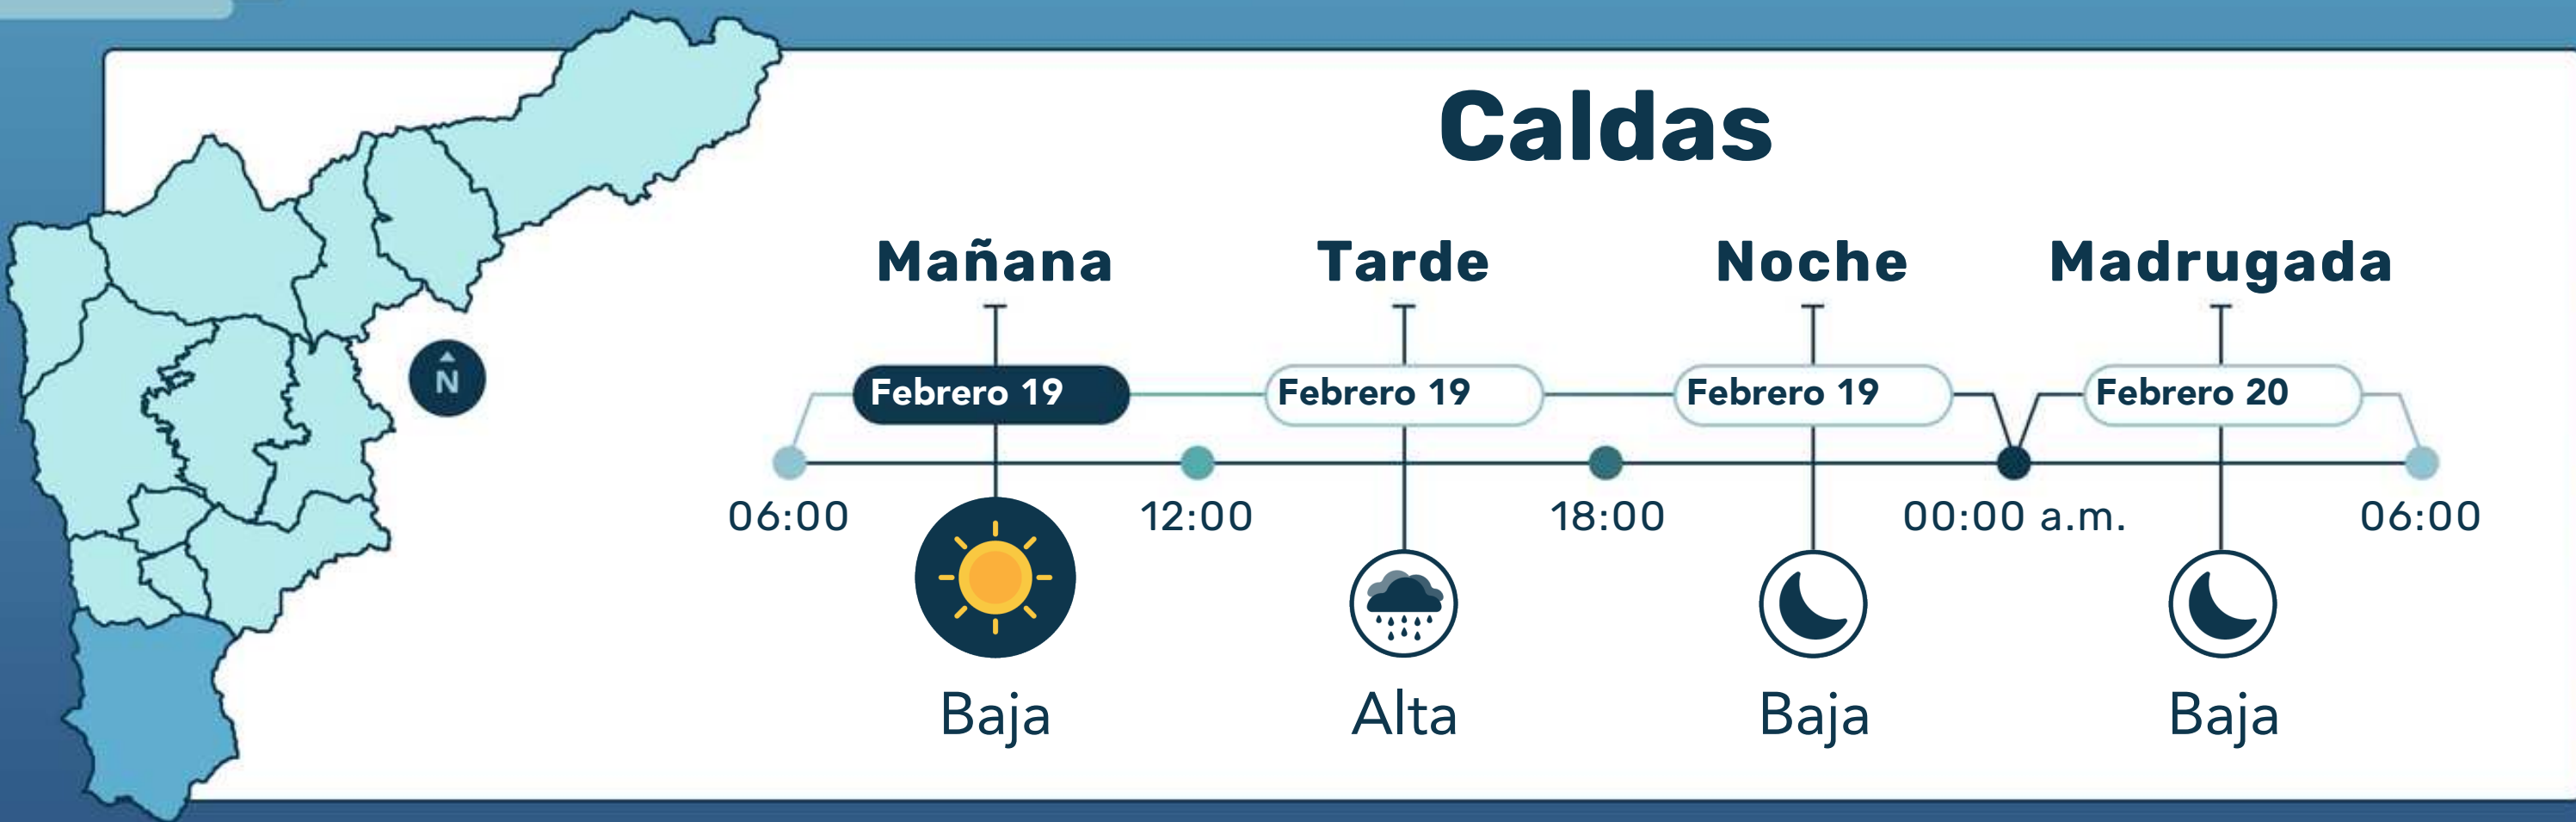 Caldas
Mañana Tarde Noche Madrugada
Febrero 19 Febrero 19 Febrero 19 Febrero 20
N
06:00 12:00 18:00 00:00 a.m. 06:00
Baja Alta Baja Baja